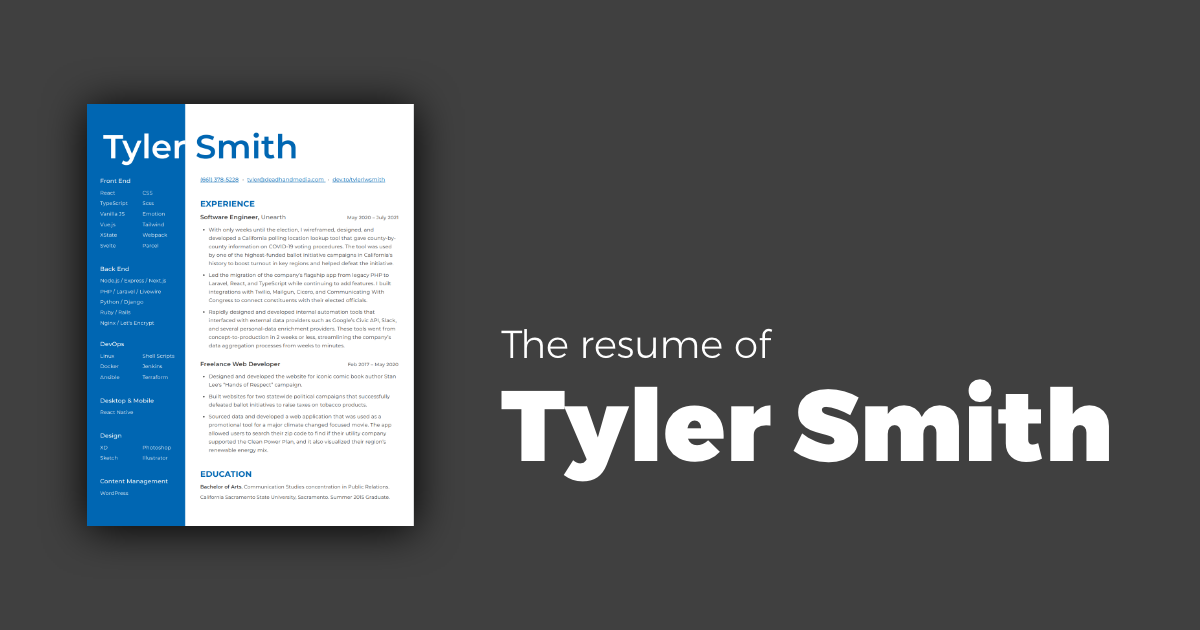 Tyler Smith
Front End
React CSS
TypeScript Scss
Vanilla JS Emotion
Vue.js Tailwind
XState Webpack
Svelte Parcel
Back End
Node.js / Express / Next.js
PHP / Laravel / Livewire
Python / Django
Ruby / Rails
Nginx / Let's Encrypt
DevOps
Linux Shell Scripts
Docker Jenkins
Ansible Terraform
Desktop & Mobile
React Native
Design
XD Photoshop
Sketch Illustrator
Content Management
WordPress
(661) 378-5228 · tyler@deadhandmedia.com · dev.to/tylerlwsmith
EXPERIENCE
Software Engineer, Unearth May 2020 – July 2021
• With only weeks until the election, I wireframed, designed, and
developed a California polling location lookup tool that gave county-by-
county information on COVID-19 voting procedures. The tool was used
by one of the highest-funded ballot initiative campaigns in California's
history to boost turnout in key regions and helped defeat the initiative.
• Led the migration of the company's flagship app from legacy PHP to
Laravel, React, and TypeScript while continuing to add features. I built
integrations with Twilio, Mailgun, Cicero, and Communicating With
Congress to connect constituents with their elected officials.
• Rapidly designed and developed internal automation tools that
interfaced with external data providers such as Google's Civic API, Slack,
and several personal-data enrichment providers. These tools went from
concept-to-production in 2 weeks or less, streamlining the company's
data aggregation processes from weeks to minutes.
Freelance Web Developer Feb 2017 – May 2020
• Designed and developed the website for iconic comic book author Stan
Lee's "Hands of Respect" campaign.
• Built websites for two statewide political campaigns that successfully
defeated ballot initiatives to raise taxes on tobacco products.
• Sourced data and developed a web application that was used as a
promotional tool for a major climate changed focused movie. The app
allowed users to search their zip code to find if their utility company
supported the Clean Power Plan, and it also visualized their region's
renewable energy mix.
EDUCATION
Bachelor of Arts, Communication Studies concentration in Public Relations.
California Sacramento State University, Sacramento. Summer 2015 Graduate.
The resume of
Tyler Smith